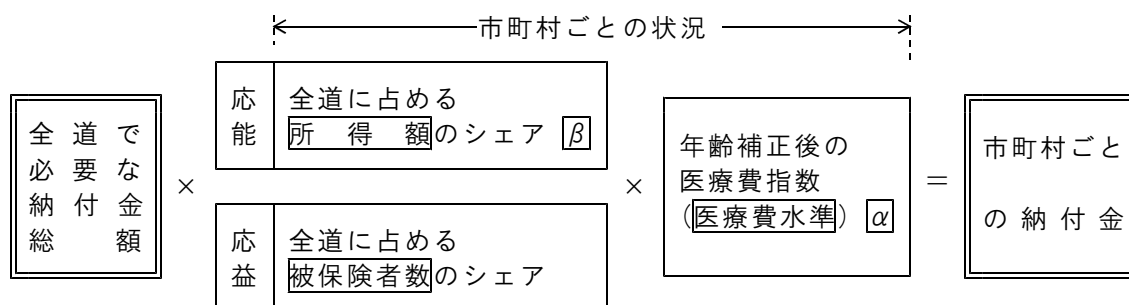 市町村ごとの状況
全道で
必要な
納付金
総額
×
応能
全道に占める
所得額のシェア β
応益
全道に占める
被保険者数のシェア
×
年齢補正後の
医療費指数
(医療費水準) α
=
市町村ごと
の納付金